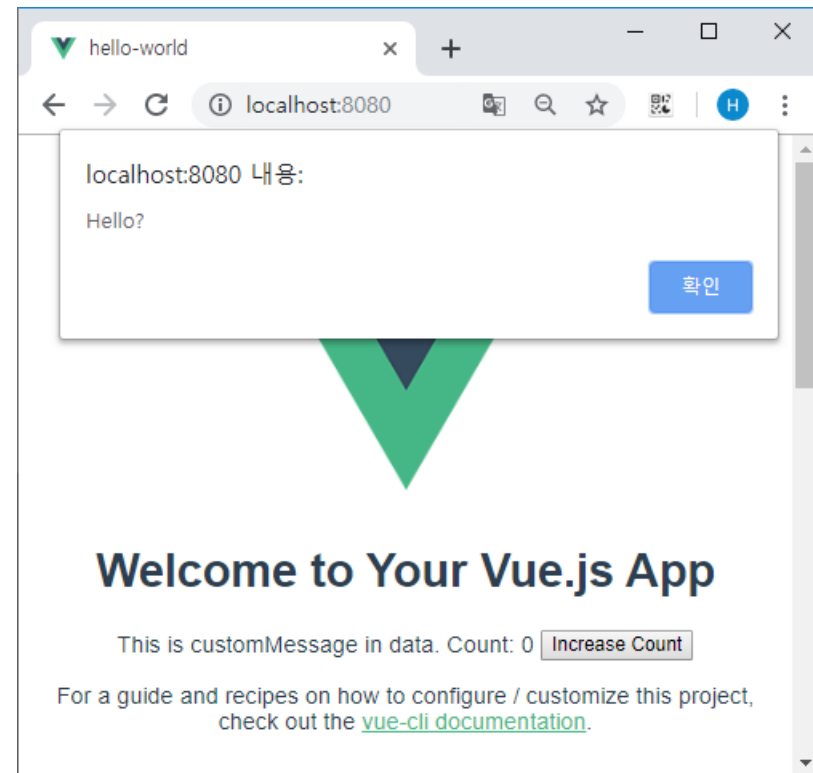 hello-world
localhost:8080
H
localhost:8080 내용:
Hello?
확인
Welcome to Your Vue.js App
This is customMessage in data. Count: 0 Increase Count
For a guide and recipes on how to configure / customize this project,
check out the vue-cli documentation.